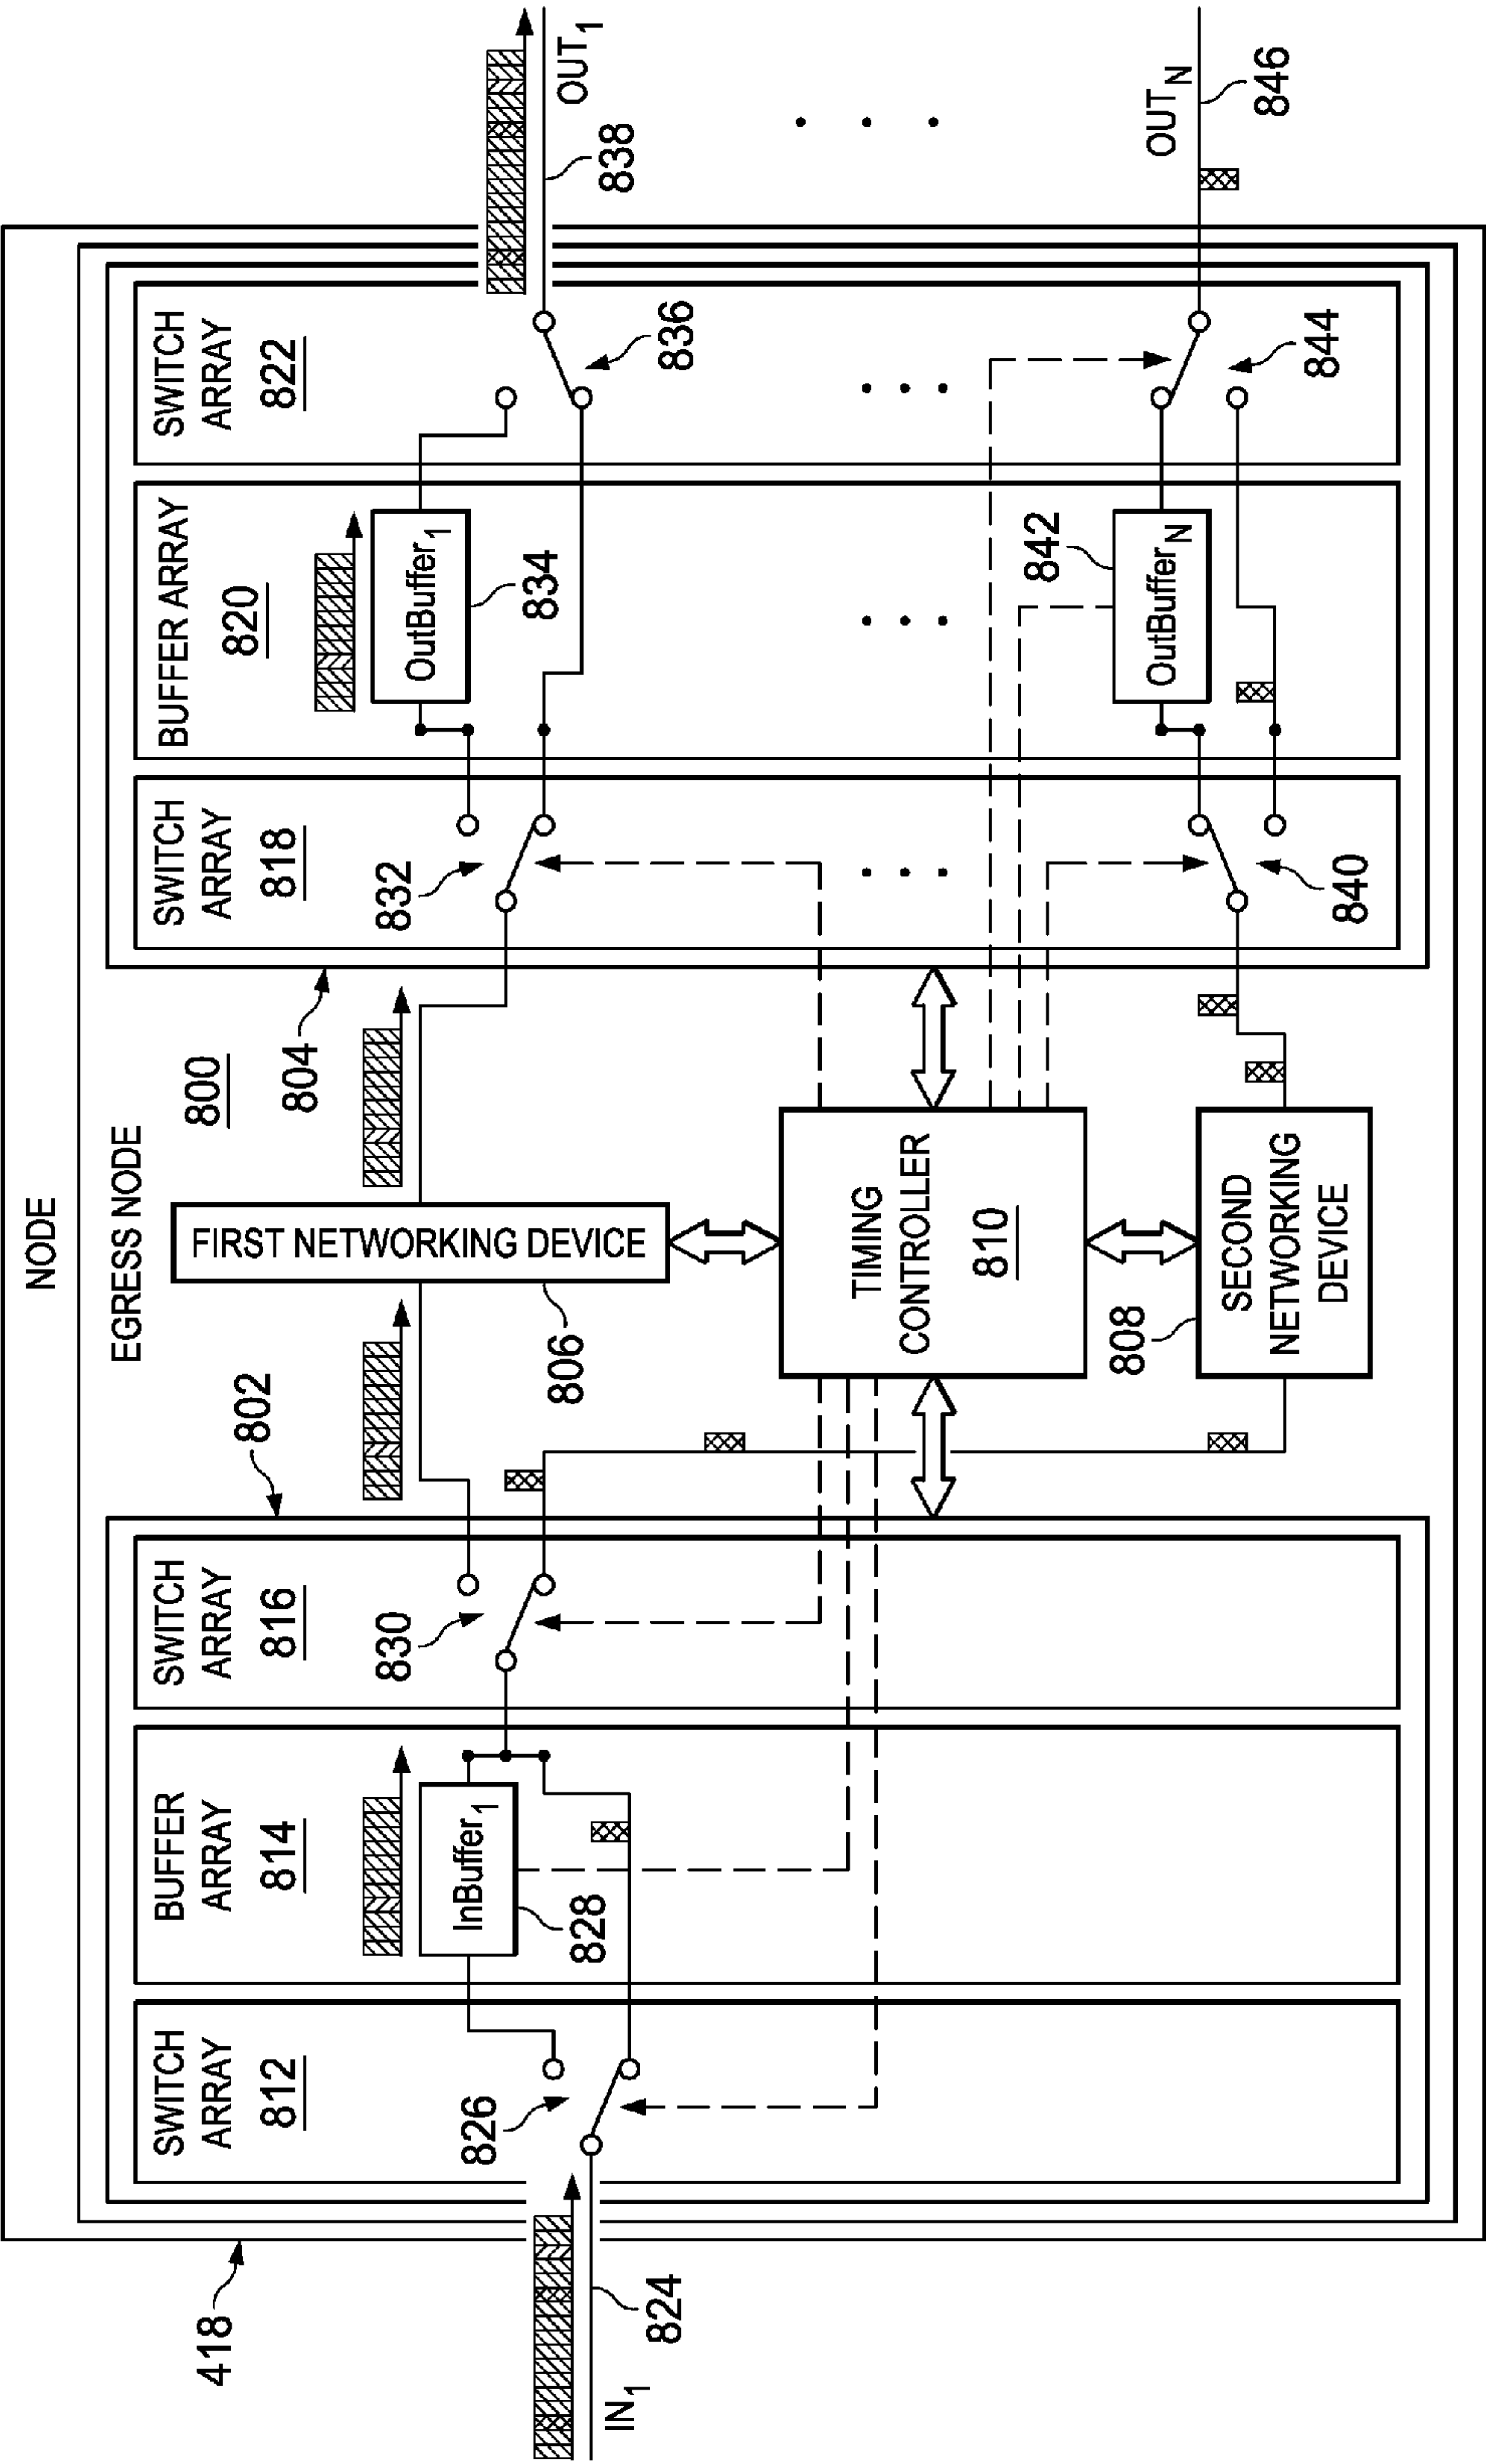 NODE
EGRESS NODE
800
418
802
804
SWITCH
ARRAY
812
BUFFER
ARRAY
814
SWITCH
ARRAY
816
FIRST NETWORKING DEVICE
806
SWITCH
ARRAY
818
BUFFER ARRAY
820
SWITCH
ARRAY
822
IN1
824
826
InBuffer1
828
830
832
OutBuffer1
834
836
OUT1
838
TIMING
CONTROLLER
810
SECOND
NETWORKING
DEVICE
808
840
OutBufferN
842
844
OUTN
846